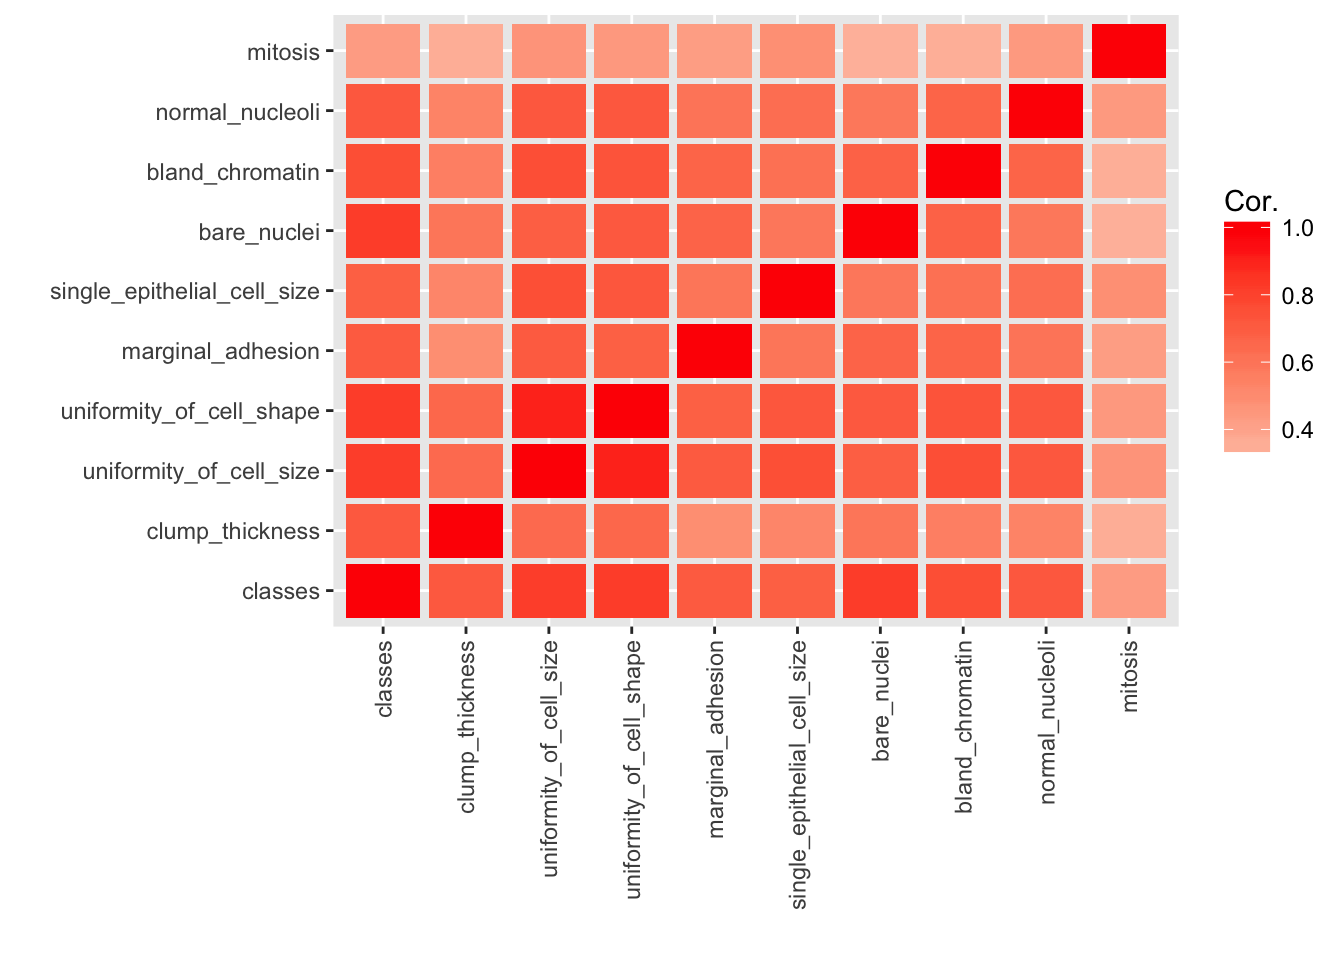 mitosis
normal_nucleoli
bland_chromatin
bare_nuclei
single_epithelial_cell_size
marginal_adhesion
uniformity_of_cell_shape
uniformity_of_cell_size
clump_thickness
classes
classes
clump_thickness
uniformity_of_cell_size
uniformity_of_cell_shape
marginal_adhesion
single_epithelial_cell_size
bare_nuclei
bland_chromatin
normal_nucleoli
mitosis
Cor.
1.0
0.8
0.6
0.4